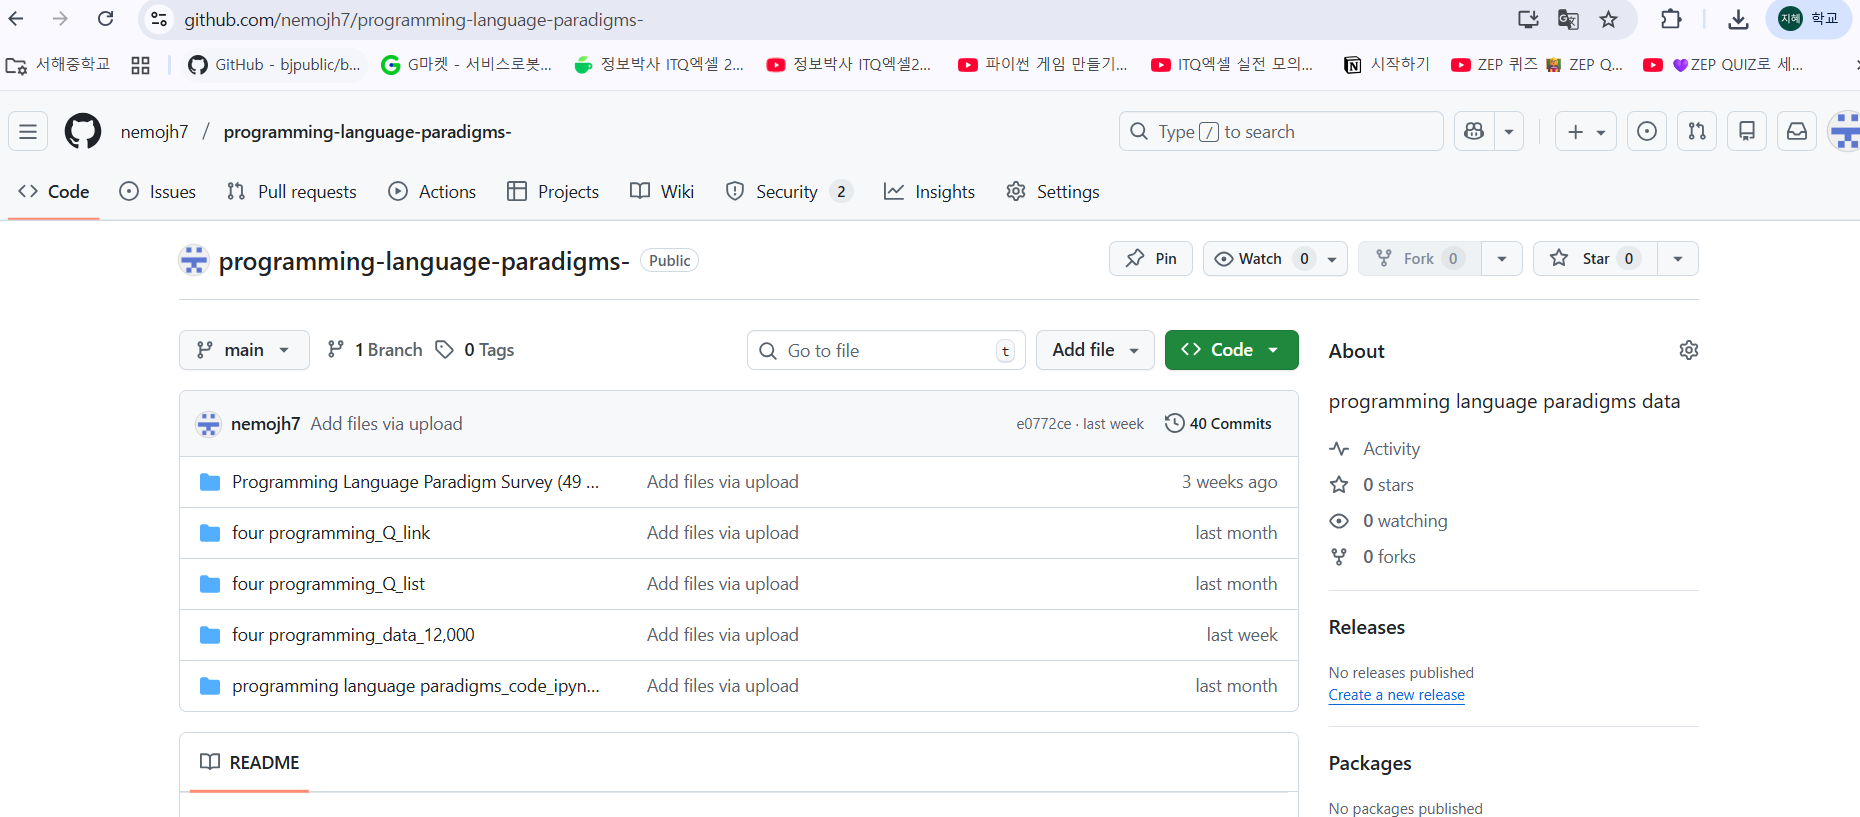 github.com/nemojh7/programming-language-paradigms-
지혜 학교
서해중학교 GitHub - bjpublic/b... G마켓 - 서비스로봇... 정보박사 ITQ엑셀 2... 정보박사 ITQ엑셀2... 파이썬 게임 만들기... ITQ엑셀 실전 모의... 시작하기 ZEP 퀴즈 ZEP Q... ZEP QUIZ로 세...
nemojh7 / programming-language-paradigms-
Type / to search
Code Issues Pull requests Actions Projects Wiki Security 2 Insights Settings
programming-language-paradigms- Public
Pin Watch 0 Fork 0 Star 0
main 1 Branch 0 Tags
Go to file t Add file Code
nemojh7 Add files via upload e0772ce · last week 40 Commits
Programming Language Paradigm Survey (49 ... Add files via upload 3 weeks ago
four programming_Q_link Add files via upload last month
four programming_Q_list Add files via upload last month
four programming_data_12,000 Add files via upload last week
programming language paradigms_code_ipyn... Add files via upload last month
README
About
programming language paradigms data
Activity
0 stars
0 watching
0 forks
Releases
No releases published
Create a new release
Packages
No packages published